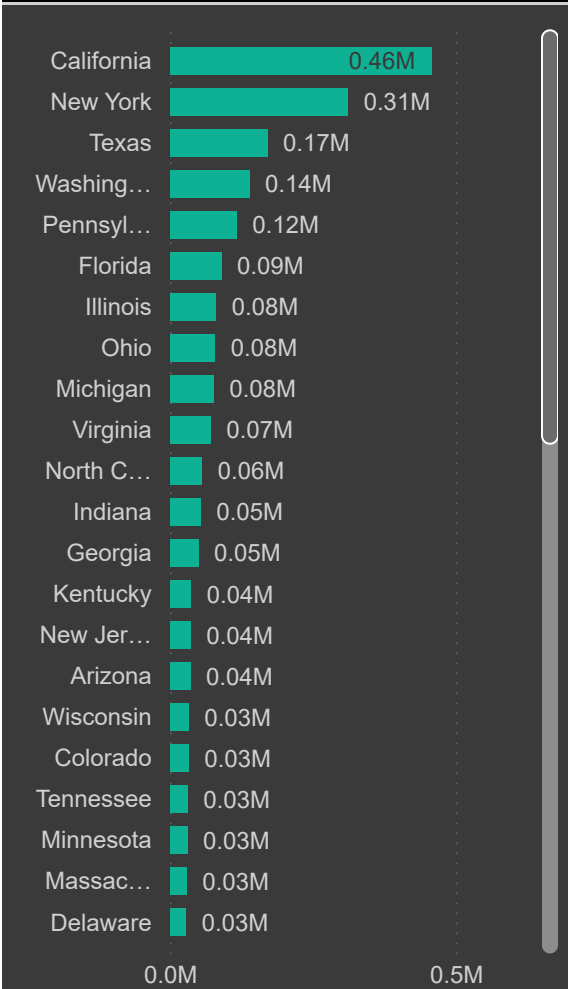 California 0.46M
New York 0.31M
Texas 0.17M
Washing… 0.14M
Pennsyl… 0.12M
Florida 0.09M
Illinois 0.08M
Ohio 0.08M
Michigan 0.08M
Virginia 0.07M
North C… 0.06M
Indiana 0.05M
Georgia 0.05M
Kentucky 0.04M
New Jer… 0.04M
Arizona 0.04M
Wisconsin 0.03M
Colorado 0.03M
Tennessee 0.03M
Minnesota 0.03M
Massac… 0.03M
Delaware 0.03M
0.0M 0.5M